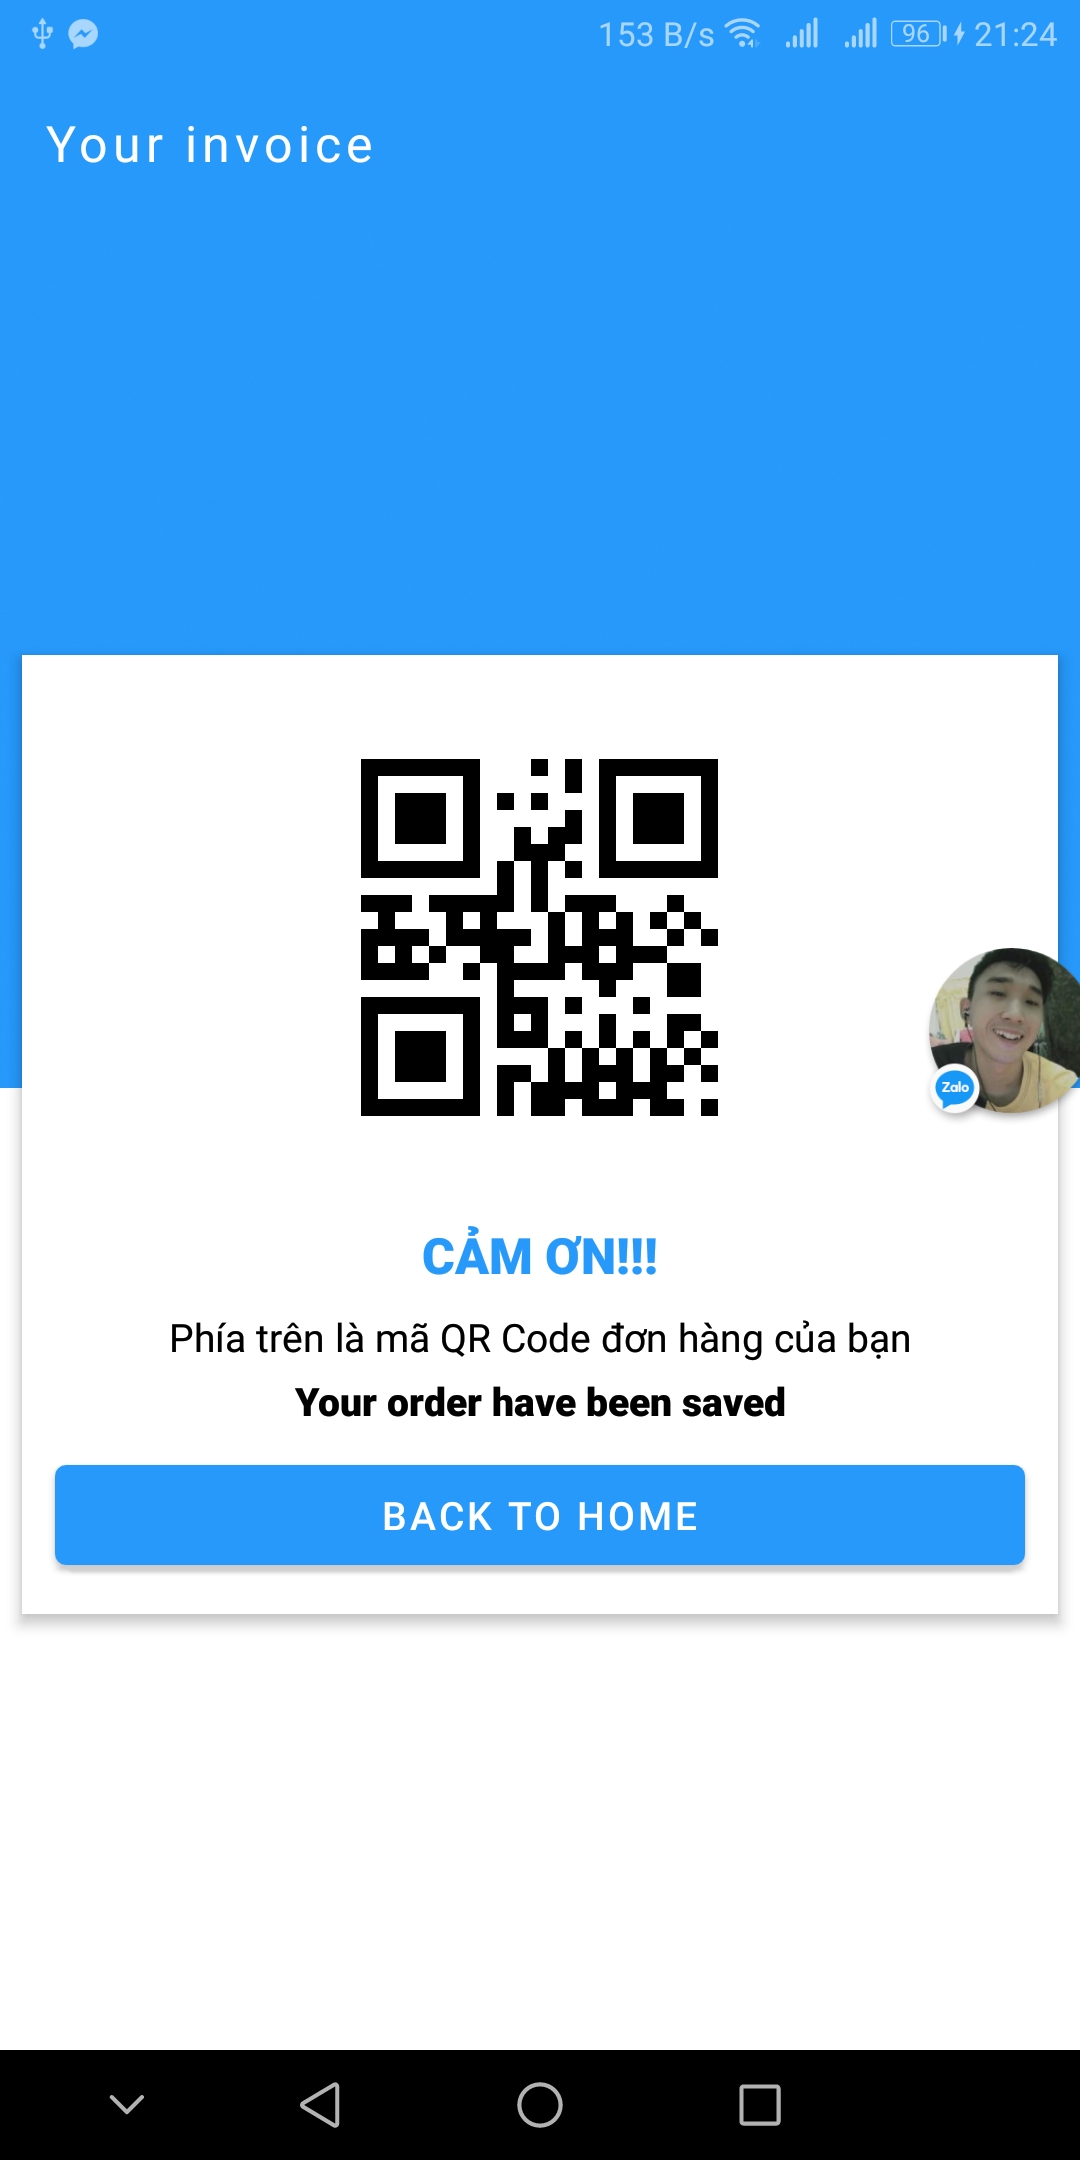 153 B/s 96 21:24
Your invoice
Zalo
CẢM ƠN!!!
Phía trên là mã QR Code đơn hàng của bạn
Your order have been saved
BACK TO HOME